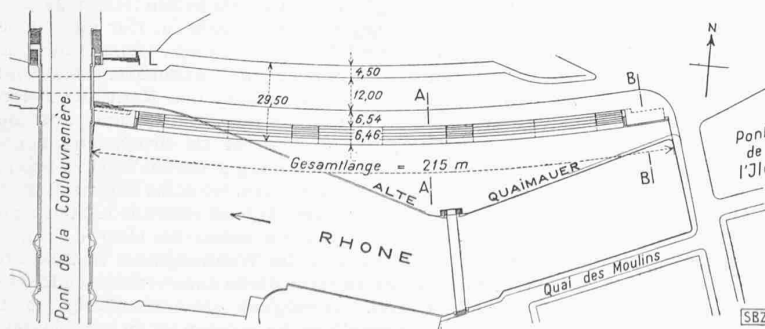 N
L
4,50
12,00
29,50
A
B
6,54
6,46
Pont
de
l'Île
Gesamtlänge = 215 m
ALTE
A
QUAIMAUER
B
RHONE
Pont de la Coulouvrenière
Quai des Moulins
SBZ